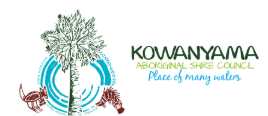 KOWANYAMA
ABORIGINAL SHIRE COUNCIL
Place of many waters